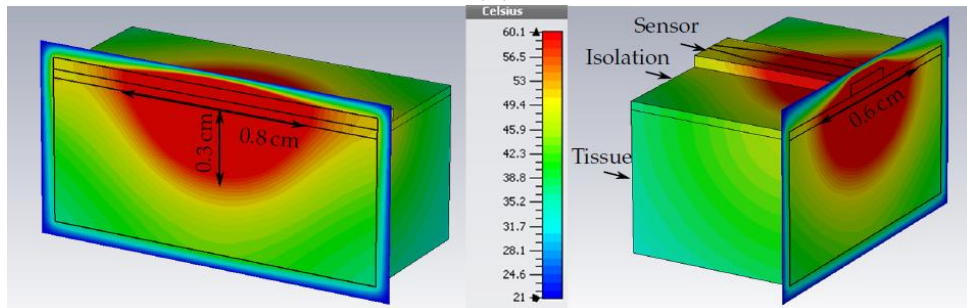 Celsius
60.1
56.5
53
49.4
45.9
42.3
38.8
35.2
31.7
28.1
24.6
21
0.8 cm
0.3 cm
Sensor
Isolation
Tissue
0.6 cm